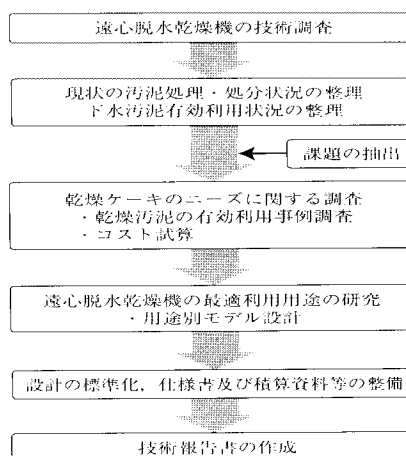 遠心脱水乾燥機の技術調査
現状の汚泥処理・処分状況の整理
下水汚泥有効利用状況の整理
課題の抽出
乾燥ケーキのニーズに関する調査
・乾燥汚泥の有効利用事例調査
・コスト試算
遠心脱水乾燥機の最適利用用途の研究
・用途別モデル設計
設計の標準化，仕様書及び積算資料等の整備
技術報告書の作成